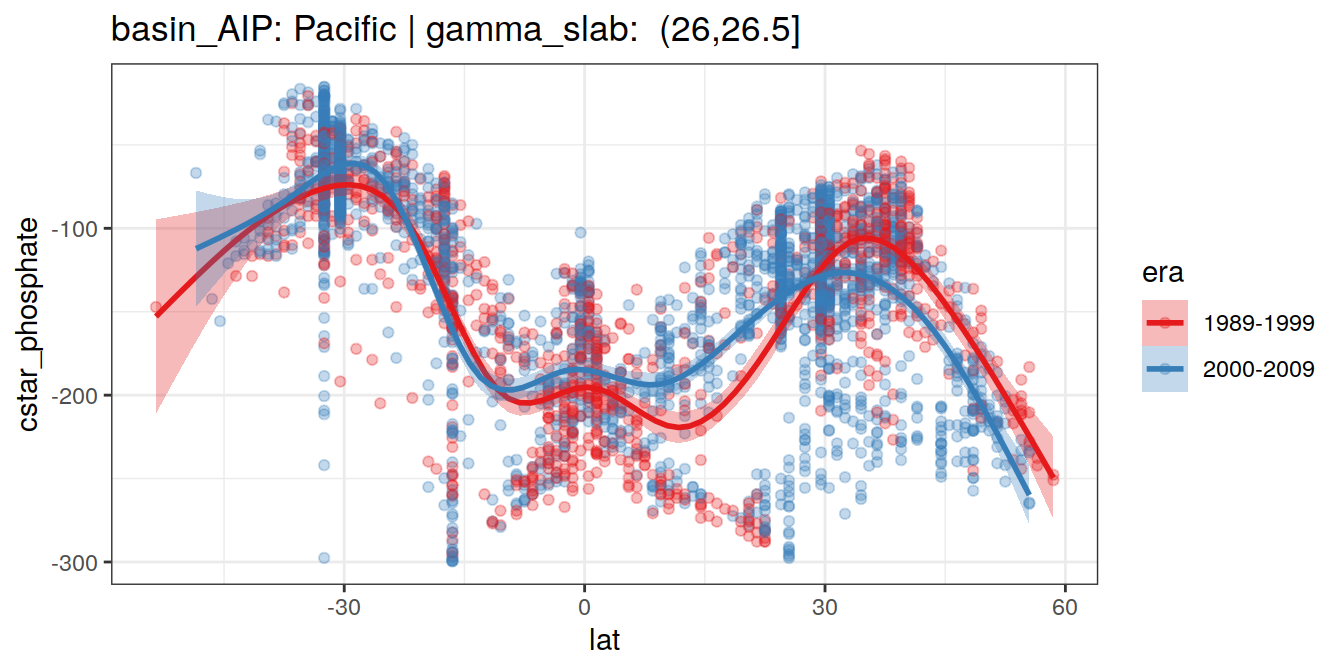 basin_AIP: Pacific | gamma_slab:  (26,26.5]
cstar_phosphate
-100
-200
-300
-30
0
30
60
lat
era
1989-1999
2000-2009